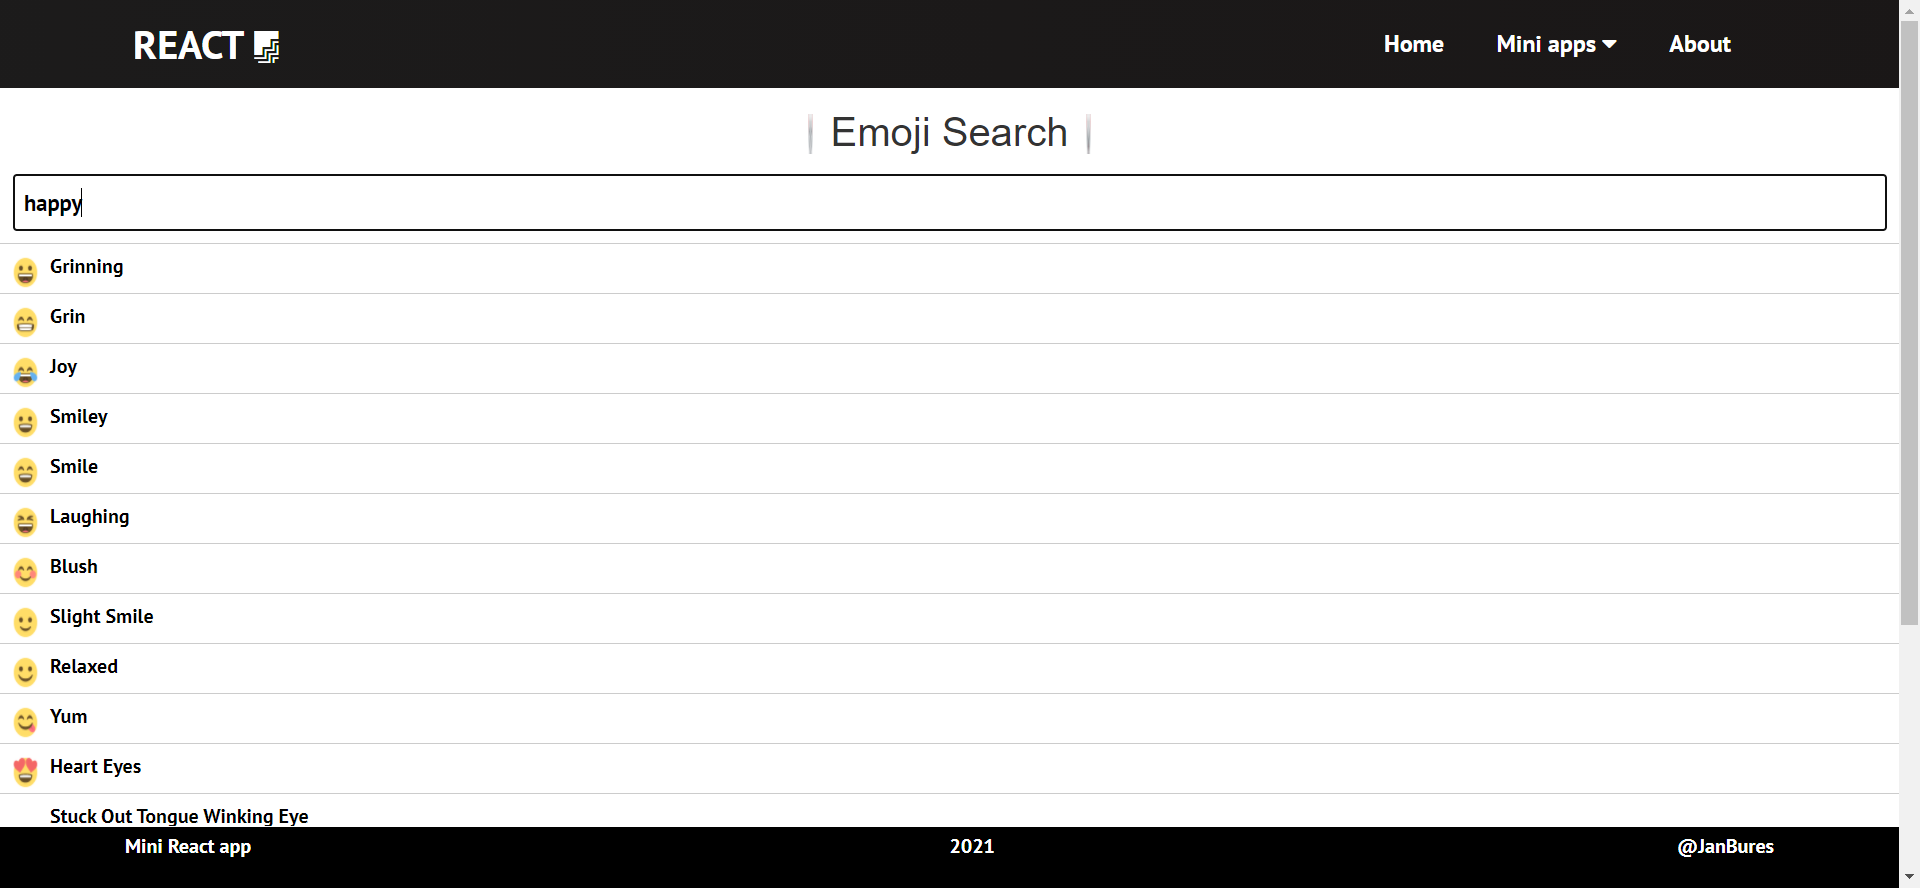 REACT
Home Mini apps About
Emoji Search
happy
Grinning
Grin
Joy
Smiley
Smile
Laughing
Blush
Slight Smile
Relaxed
Yum
Heart Eyes
Stuck Out Tongue Winking Eye
Mini React app 2021 @JanBures